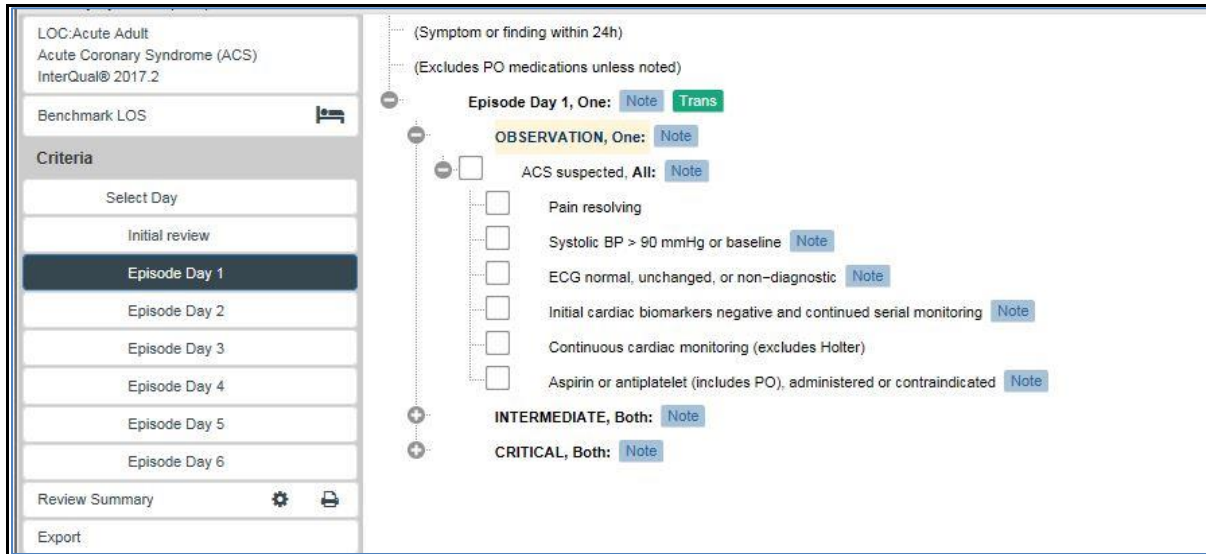 LOC:Acute Adult
Acute Coronary Syndrome (ACS)
InterQual® 2017.2
Benchmark LOS
Criteria
Select Day
Initial review
Episode Day 1
Episode Day 2
Episode Day 3
Episode Day 4
Episode Day 5
Episode Day 6
Review Summary
Export
(Symptom or finding within 24h)
(Excludes PO medications unless noted)
Episode Day 1, One: Note Trans
OBSERVATION, One: Note
ACS suspected, All: Note
Pain resolving
Systolic BP > 90 mmHg or baseline Note
ECG normal, unchanged, or non-diagnostic Note
Initial cardiac biomarkers negative and continued serial monitoring Note
Continuous cardiac monitoring (excludes Holter)
Aspirin or antiplatelet (includes PO), administered or contraindicated Note
INTERMEDIATE, Both: Note
CRITICAL, Both: Note